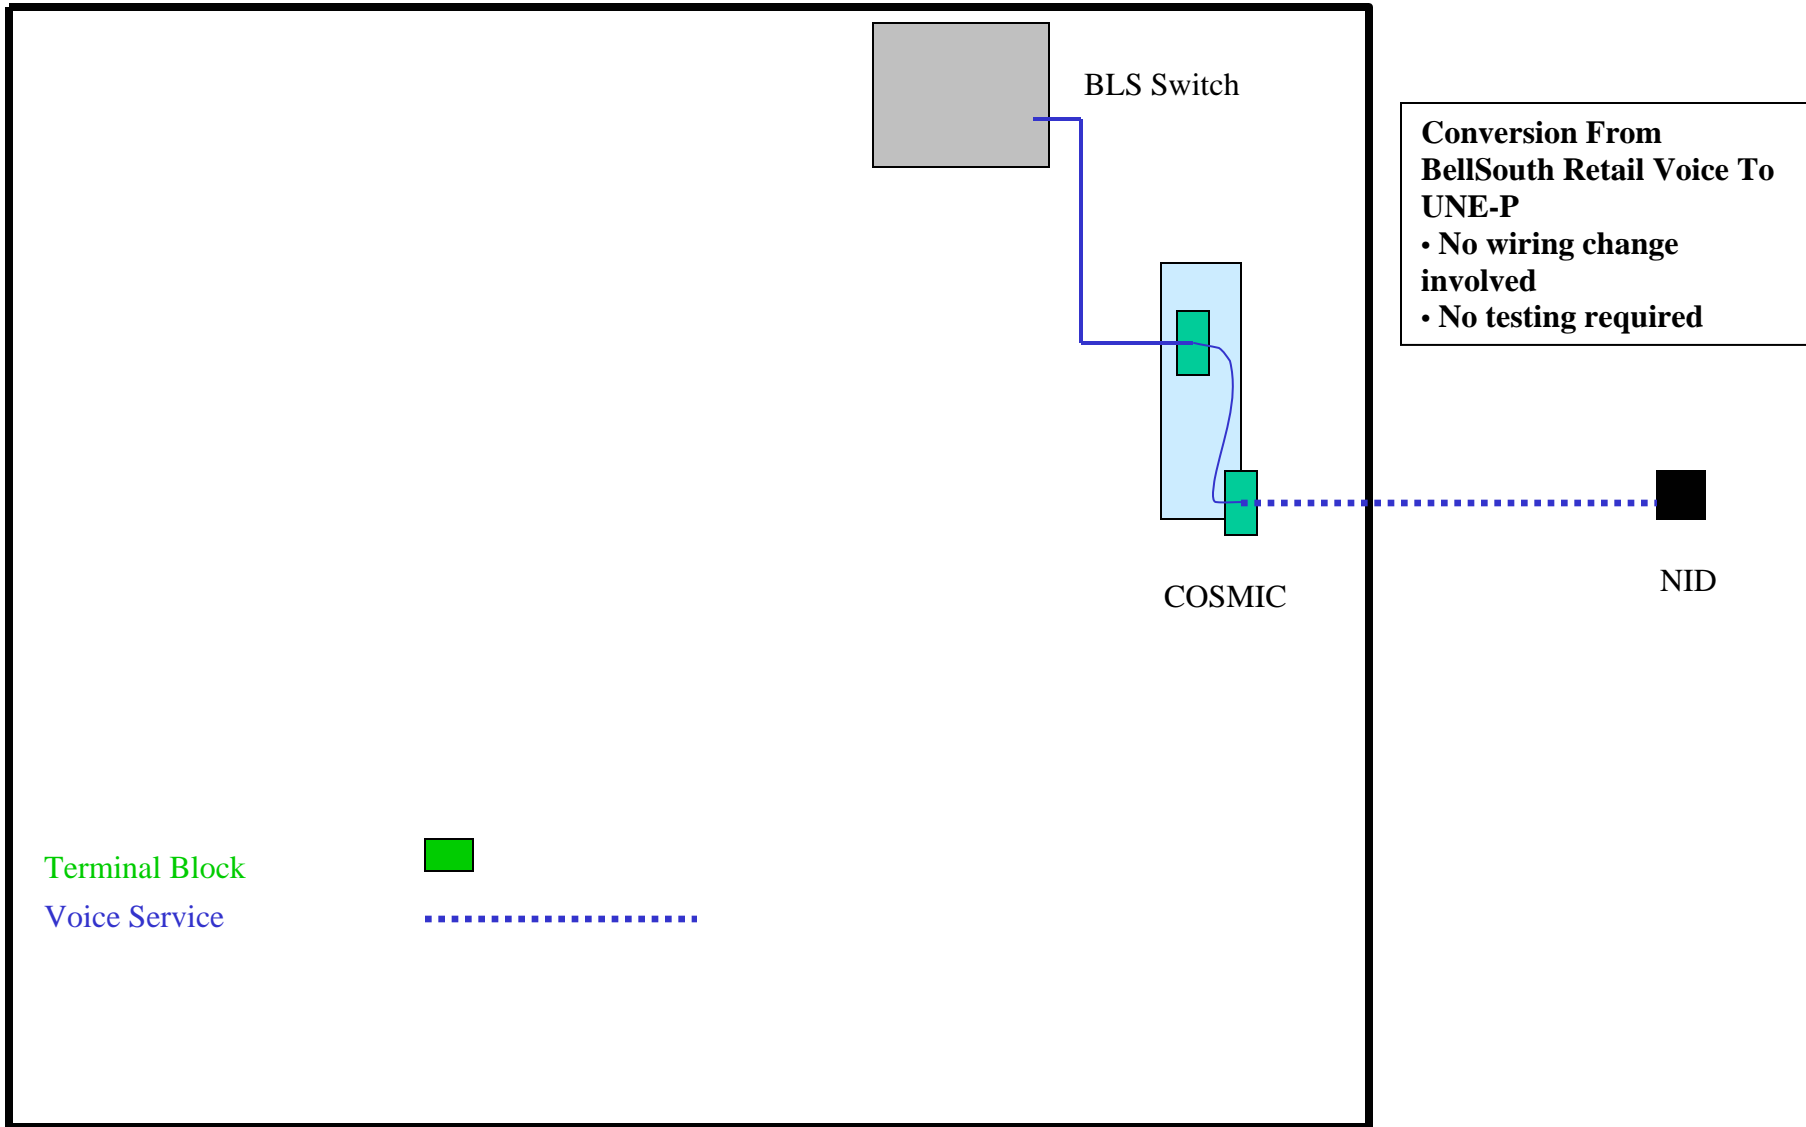 BLS Switch
Conversion From
BellSouth Retail Voice To
UNE-P
• No wiring change
involved
• No testing required
COSMIC
NID
Terminal Block
Voice Service